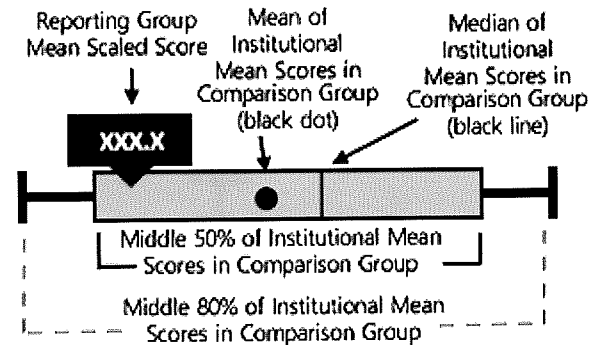 Reporting Group
Mean Scaled Score
Mean of
Institutional
Mean Scores in
Comparison Group
(black dot)
Median of
Institutional
Mean Scores in
Comparison Group
(black line)
XXX.X
Middle 50% of Institutional Mean
Scores in Comparison Group
Middle 80% of Institutional Mean
Scores in Comparison Group